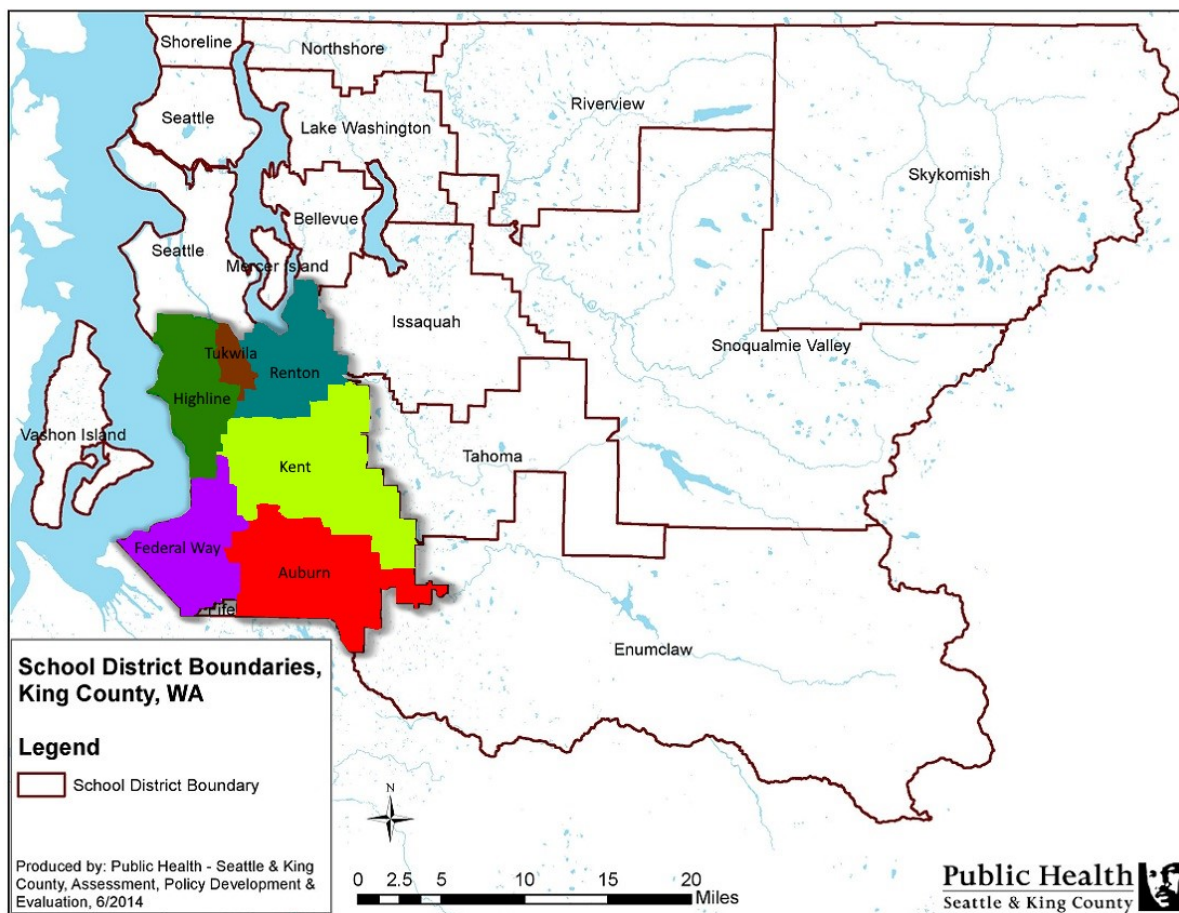 Shoreline
Northshore
Seattle
Lake Washington
Riverview
Skykomish
Bellevue
Seattle
Mercer Island
Issaquah
Snoqualmie Valley
Tukwila
Renton
Highline
Vashon Island
Tahoma
Kent
Federal Way
Auburn
Enumclaw
School District Boundaries,
King County, WA
Legend
School District Boundary
Produced by: Public Health - Seattle & King
County, Assessment, Policy Development &
Evaluation, 6/2014
N
0 2.5 5 10 15 20
Miles
Public Health
Seattle & King County